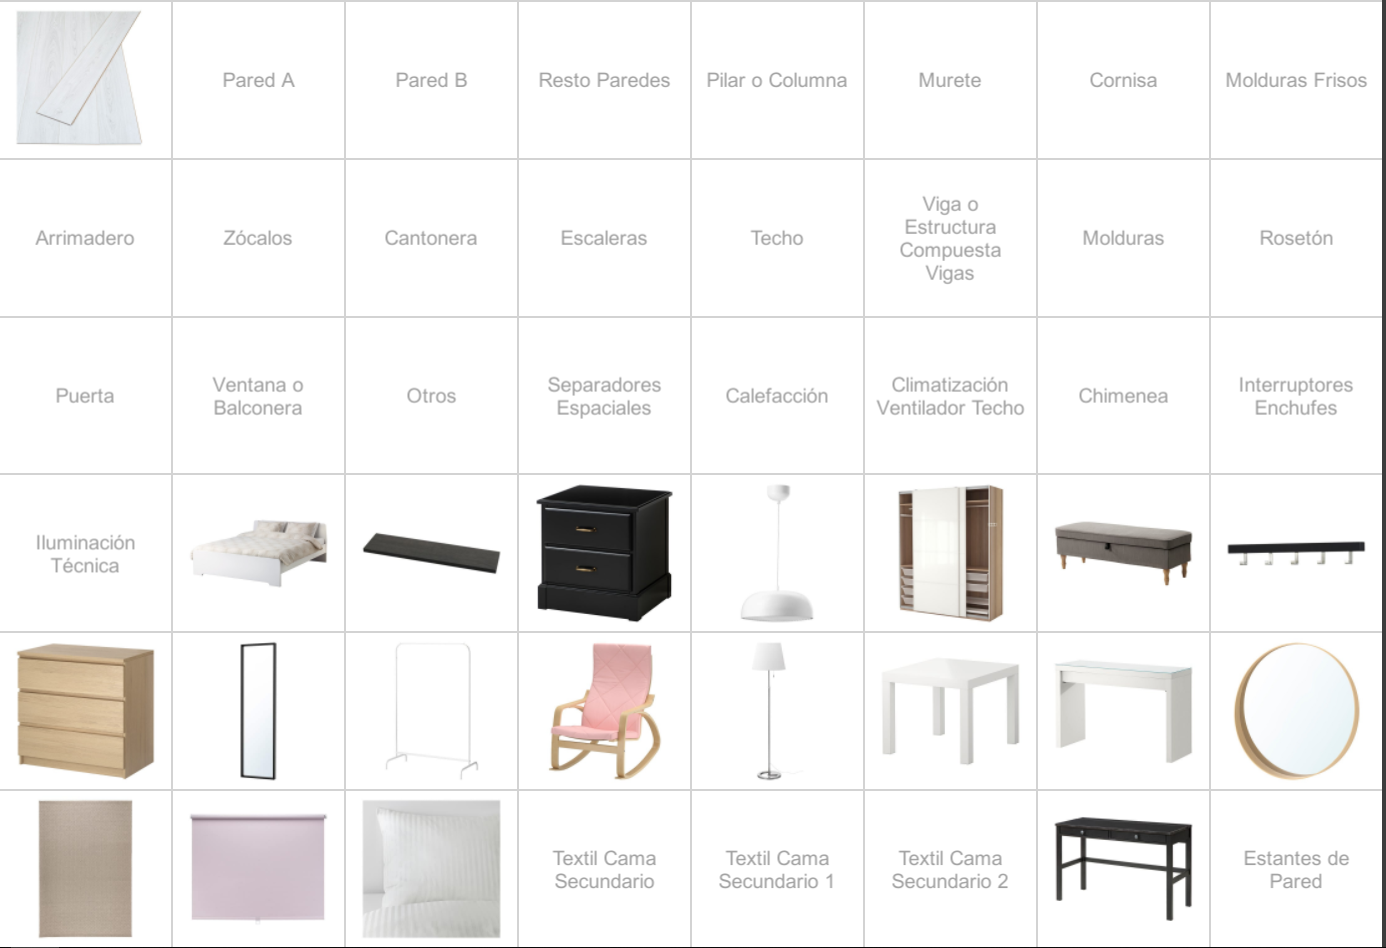 Pared A
Pared B
Resto Paredes
Pilar o Columna
Murete
Cornisa
Molduras Frisos
Arrimadero
Zócalos
Cantonera
Escaleras
Techo
Viga o
Estructura
Compuesta
Vigas
Molduras
Rosetón
Puerta
Ventana o
Balconera
Otros
Separadores
Espaciales
Calefacción
Climatización
Ventilador Techo
Chimenea
Interruptores
Enchufes
Iluminación
Técnica
Textil Cama
Secundario
Textil Cama
Secundario 1
Textil Cama
Secundario 2
Estantes de
Pared